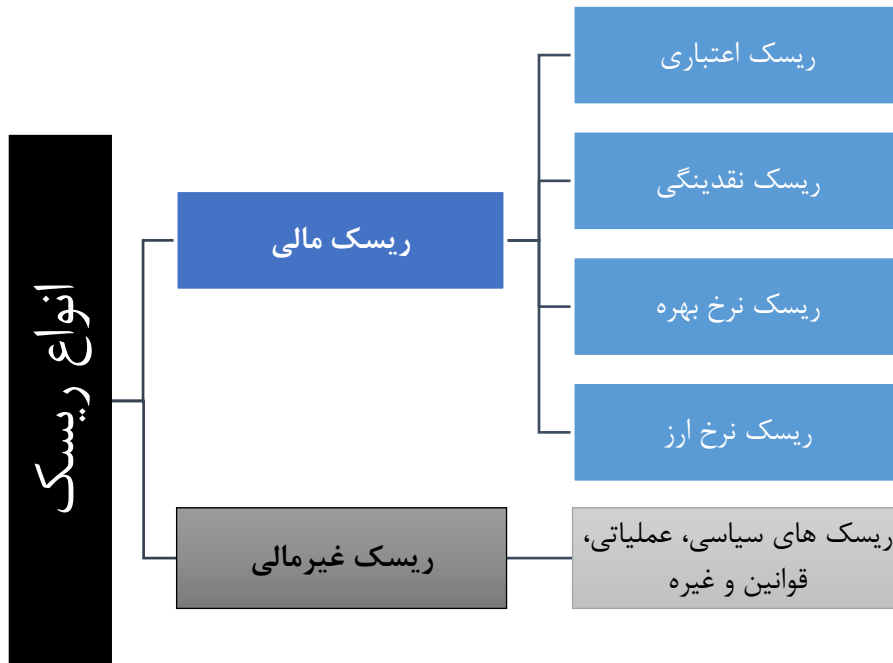 انواع ریسک
ریسک مالی
ریسک اعتباری
ریسک نقدینگی
ریسک نرخ بهره
ریسک نرخ ارز
ریسک غیرمالی
ریسک های سیاسی، عملیاتی،
قوانین و غیره